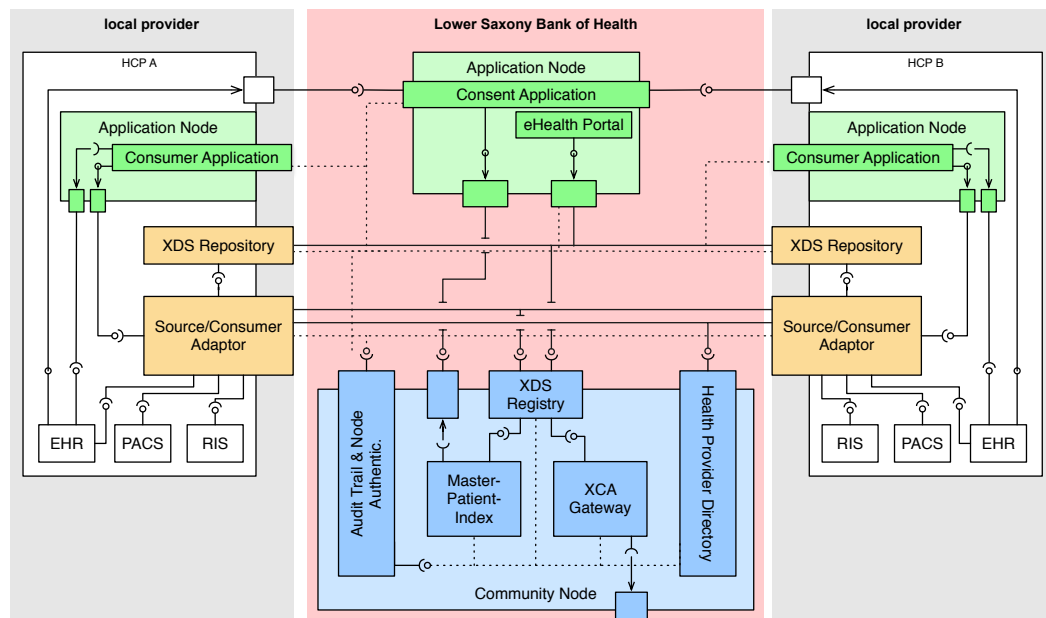 local provider
Lower Saxony Bank of Health
local provider
HCP A
Application Node
Consent Application
eHealth Portal
HCP B
Application Node
Consumer Application
Application Node
Consumer Application
XDS Repository
XDS Repository
Source/Consumer
Adaptor
Source/Consumer
Adaptor
EHR
PACS
RIS
RIS
PACS
EHR
Audit Trail & Node
Authentic.
XDS
Registry
Health Provider Directory
Master-
Patient-
Index
XCA
Gateway
Community Node